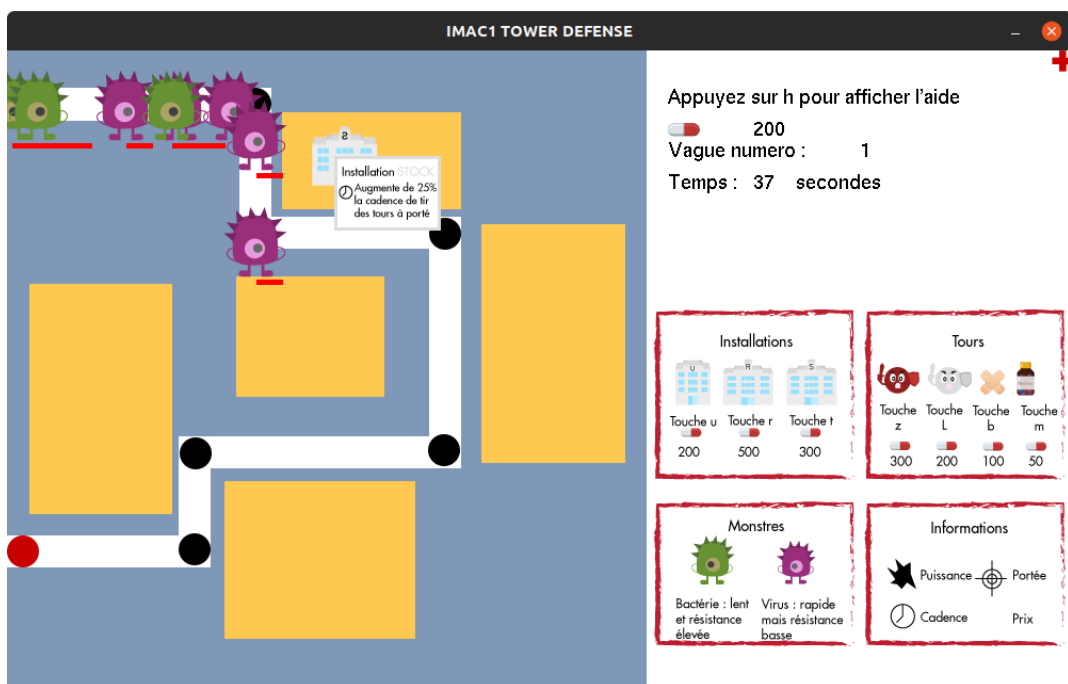 IMAC1 TOWER DEFENSE
Appuyez sur h pour afficher l'aide
200
Vague numero : 1
Temps : 37 secondes
S
Installation STOCK
Augmente de 25%
la cadence de tir
des tours à porté
Installations
U R S
Touche u Touche r Touche t
200 500 300
Tours
Touche Touche Touche Touche
z L b m
300 200 100 50
Monstres
Bactérie : lent
et résistance
élevée
Virus : rapide
mais résistance
basse
Informations
Puissance Portée
Cadence Prix